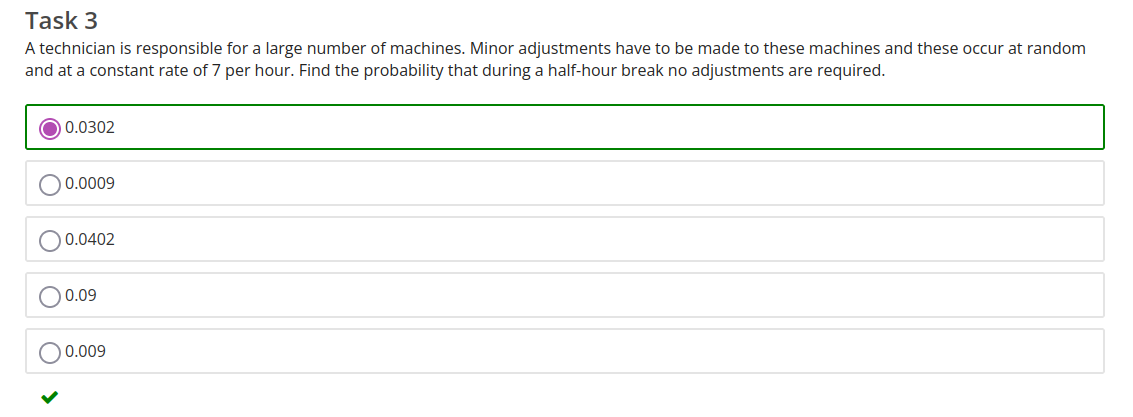 Task 3
A technician is responsible for a large number of machines. Minor adjustments have to be made to these machines and these occur at random
and at a constant rate of 7 per hour. Find the probability that during a half-hour break no adjustments are required.
0.0302
0.0009
0.0402
0.09
0.009